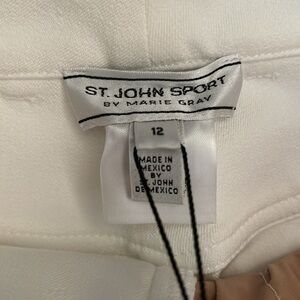 ST. JOHN SPORT
BY MARIE GRAY
12
MADE IN
MEXICO
BY
ST. JOHN
DE MEXICO